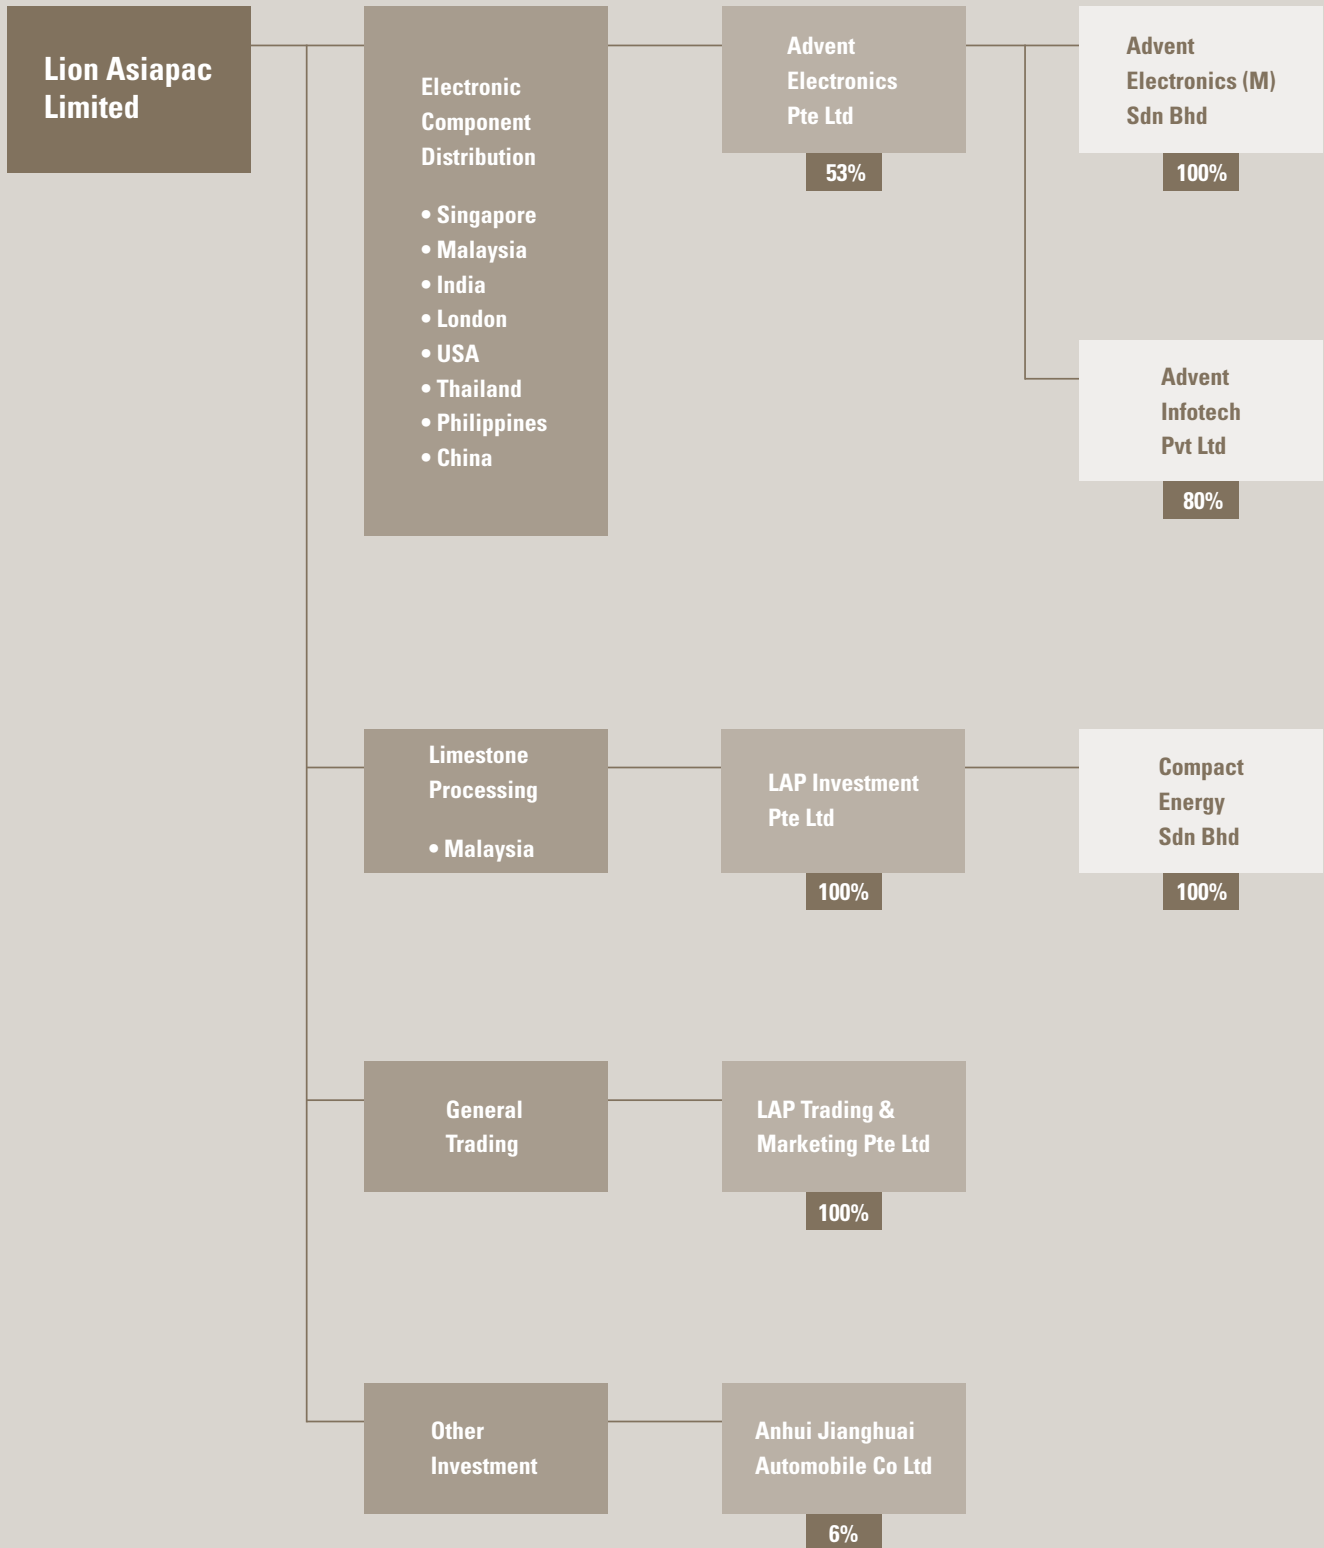 Lion Asiapac
Limited
Electronic
Component
Distribution
• Singapore
• Malaysia
• India
• London
• USA
• Thailand
• Philippines
• China
Advent
Electronics
Pte Ltd
53%
Advent
Electronics (M)
Sdn Bhd
100%
Advent
Infotech
Pvt Ltd
80%
Limestone
Processing
• Malaysia
LAP Investment
Pte Ltd
100%
Compact
Energy
Sdn Bhd
100%
General
Trading
LAP Trading &
Marketing Pte Ltd
100%
Other
Investment
Anhui Jianghuai
Automobile Co Ltd
6%